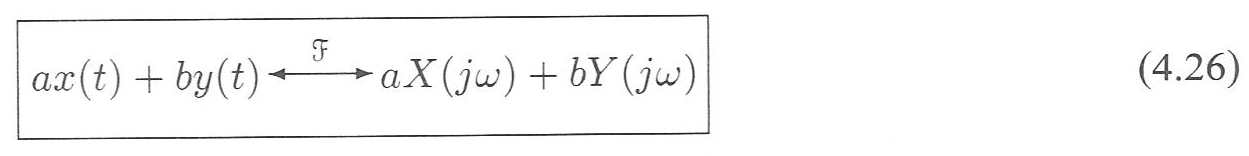 ax(t) + by(t) ⟷ℱ aX(jω) + bY(jω) (4.26)